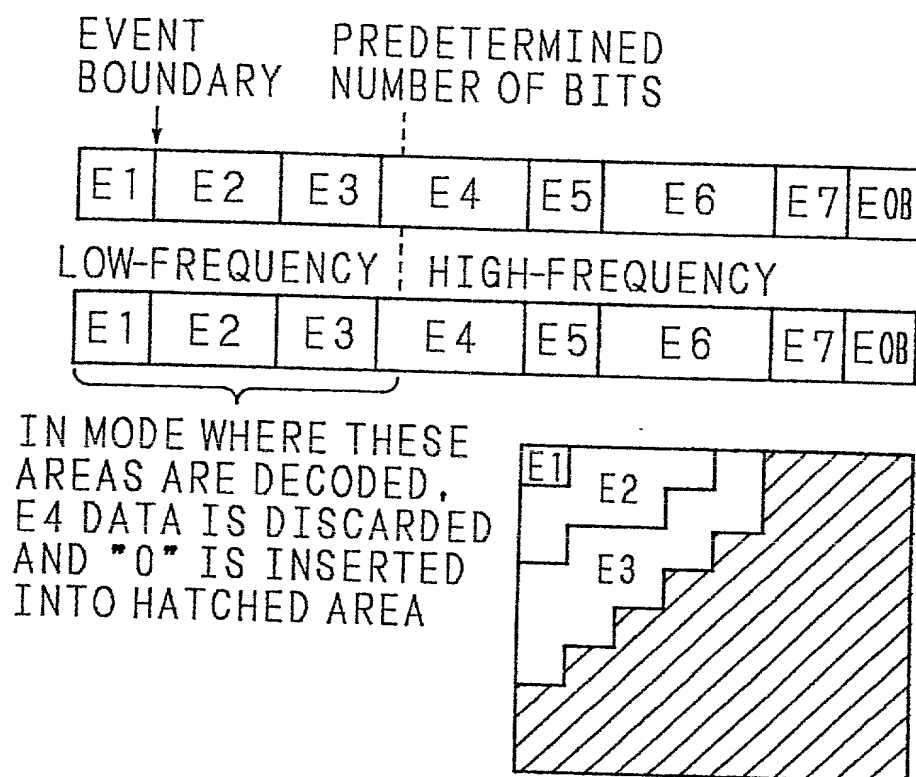 EVENT BOUNDARY
PREDETERMINED NUMBER OF BITS
E1 E2 E3 E4 E5 E6 E7 EOB
LOW-FREQUENCY HIGH-FREQUENCY
E1 E2 E3 E4 E5 E6 E7 EOB
IN MODE WHERE THESE
AREAS ARE DECODED,
E4 DATA IS DISCARDED
AND "0" IS INSERTED
INTO HATCHED AREA
E1
E2
E3